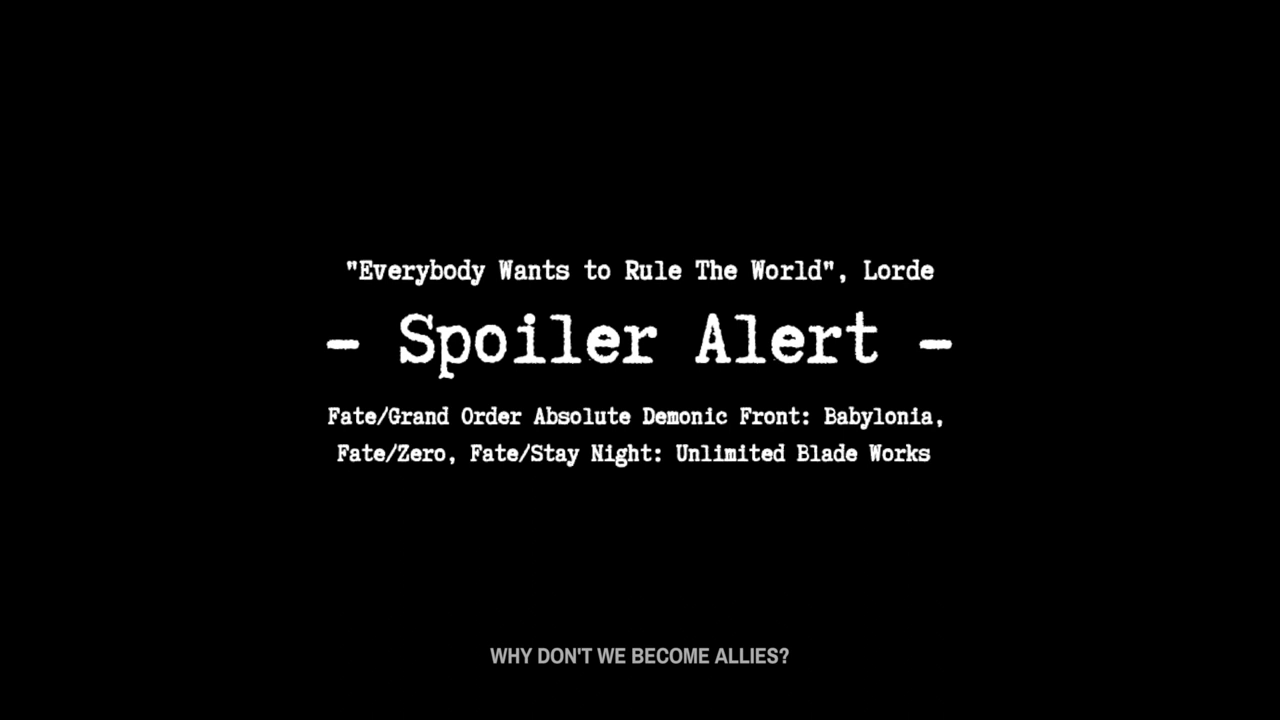 "Everybody Wants to Rule The World", Lorde
- Spoiler Alert -
Fate/Grand Order Absolute Demonic Front: Babylonia,
Fate/Zero, Fate/Stay Night: Unlimited Blade Works
WHY DON'T WE BECOME ALLIES?